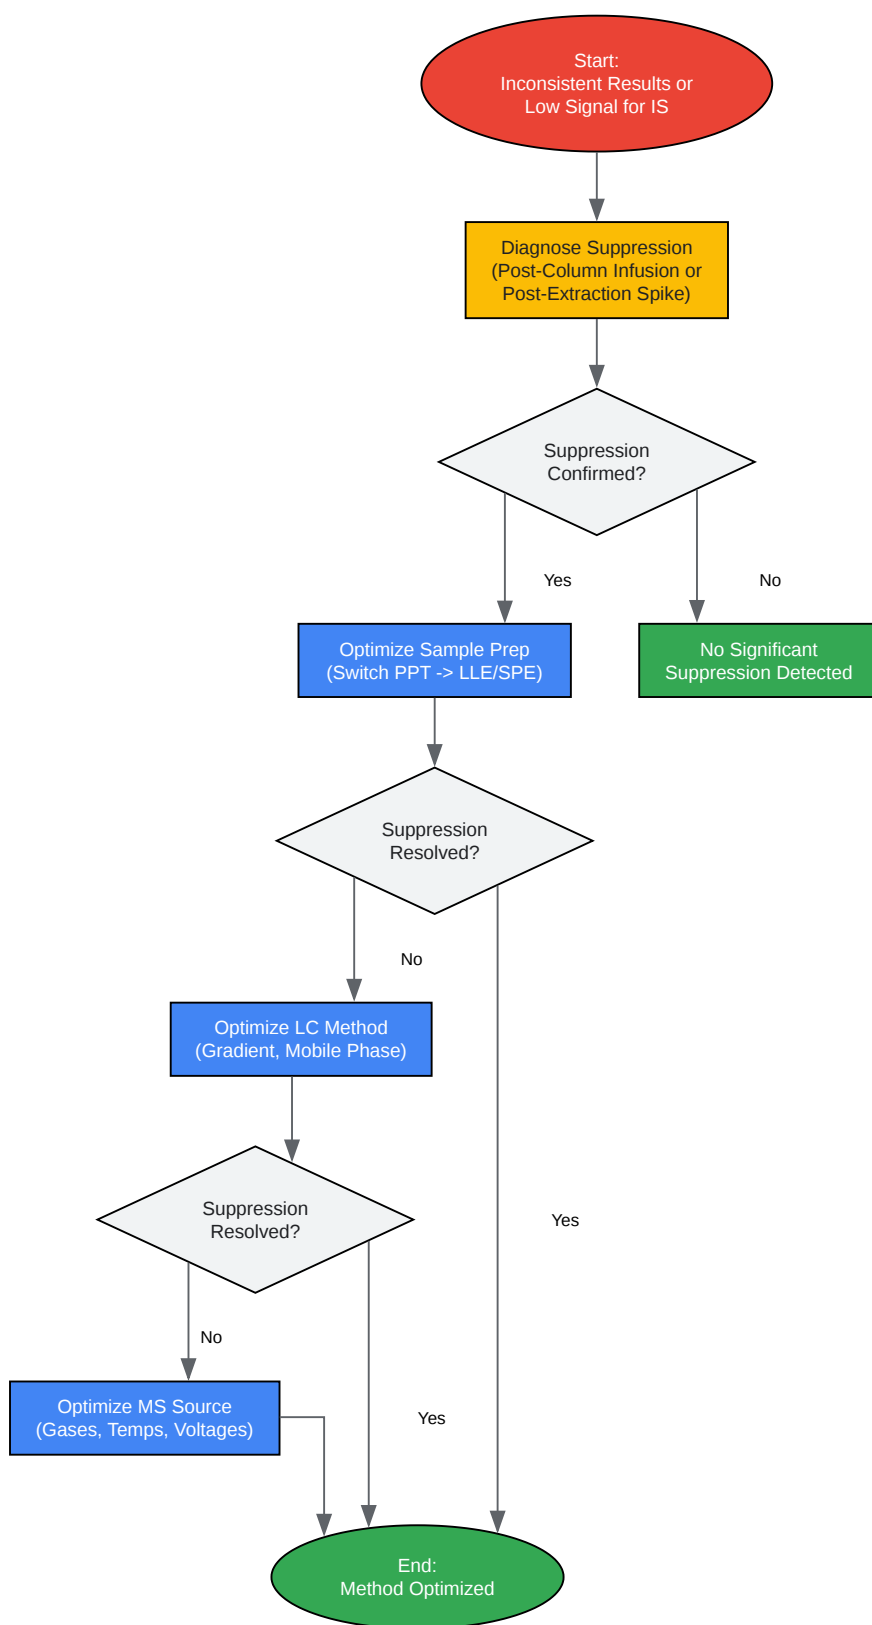 Start:
Inconsistent Results or
Low Signal for IS
Diagnose Suppression
(Post-Column Infusion or
Post-Extraction Spike)
Suppression
Confirmed?
Yes
No
Optimize Sample Prep
(Switch PPT -> LLE/SPE)
No Significant
Suppression Detected
Suppression
Resolved?
No
Optimize LC Method
(Gradient, Mobile Phase)
Suppression
Resolved?
Yes
No
Optimize MS Source
(Gases, Temps, Voltages)
Yes
End:
Method Optimized